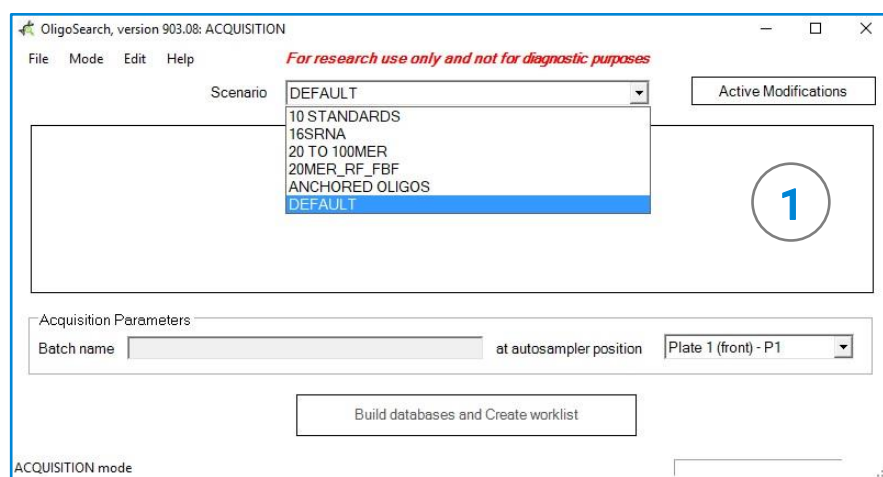 OligoSearch, version 903.08: ACQUISITION
File Mode Edit Help For research use only and not for diagnostic purposes
Scenario DEFAULT Active Modifications
10 STANDARDS
16SRNA
20 TO 100MER
20MER_RF_FBF
ANCHORED OLIGOS
DEFAULT
1
Acquisition Parameters
Batch name at autosampler position Plate 1 (front) - P1
Build databases and Create worklist
ACQUISITION mode